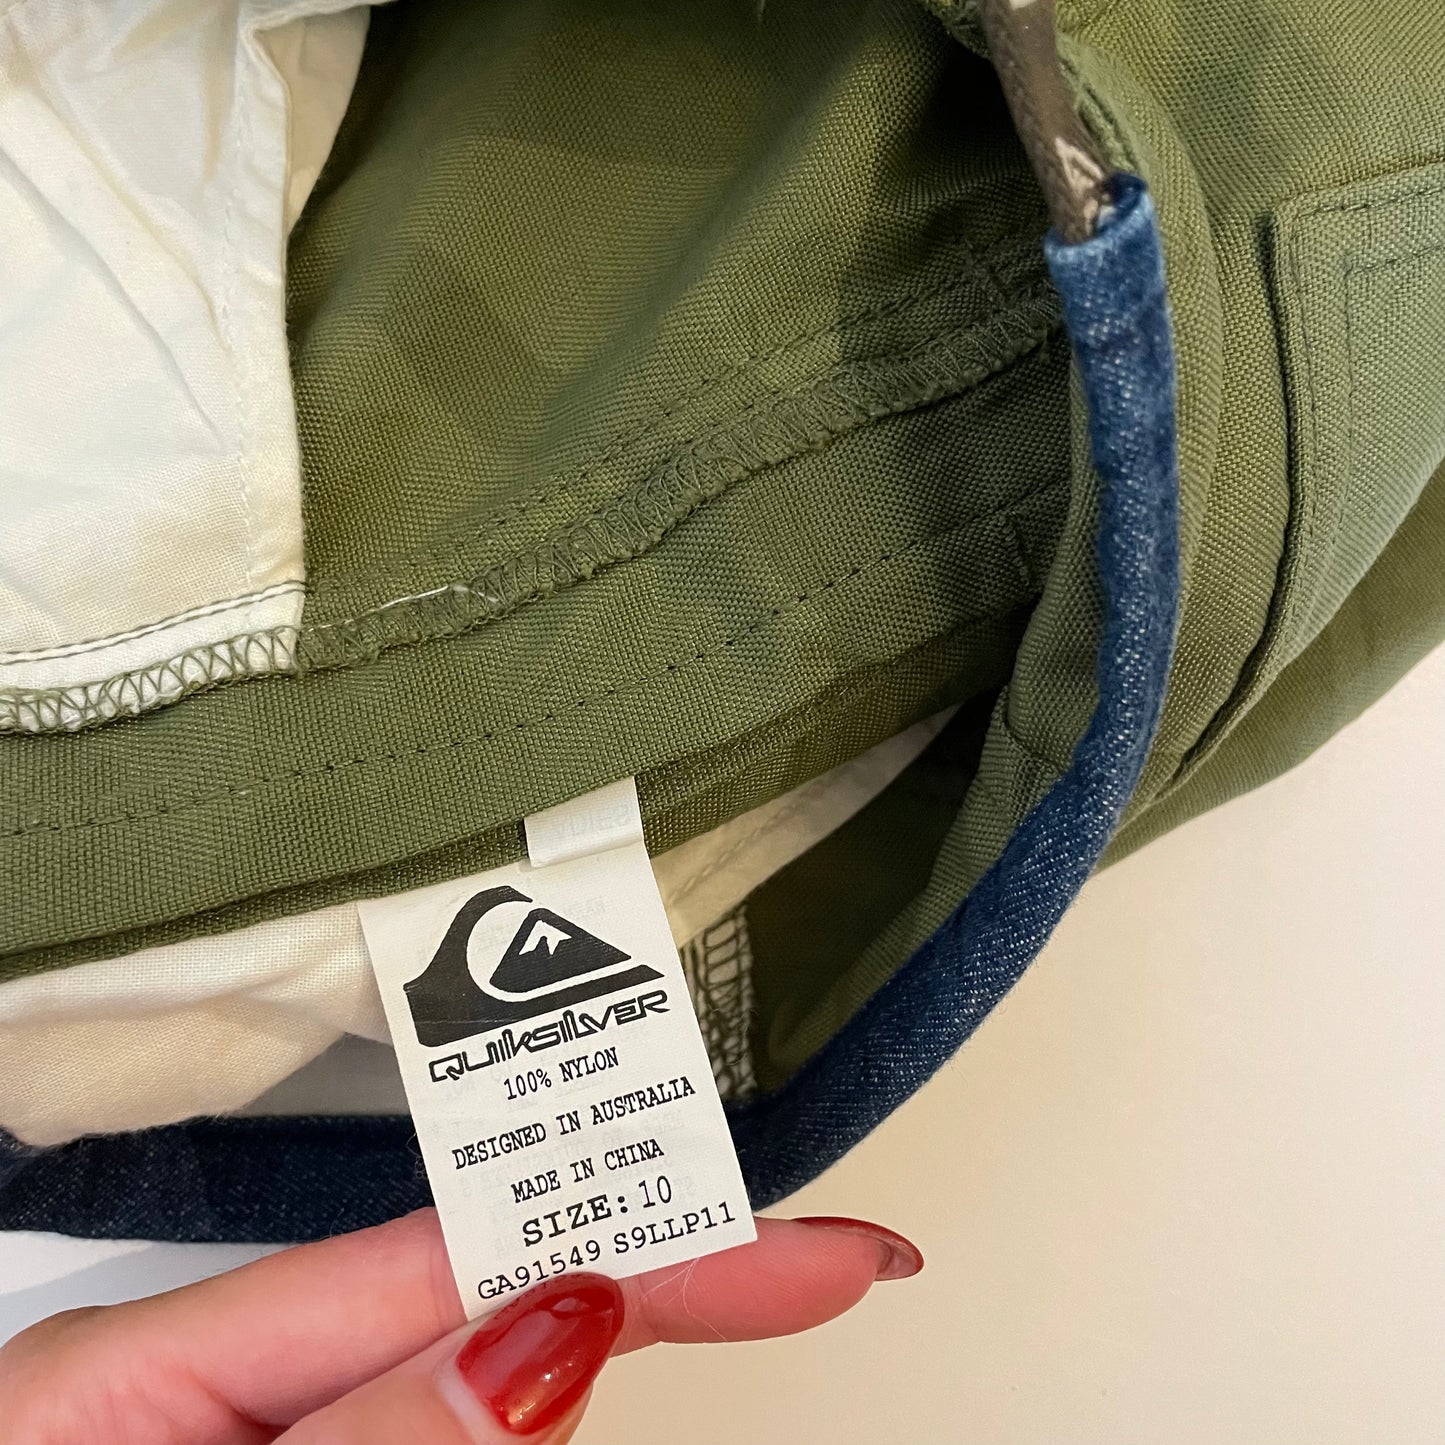 QUIKSILVER
100% NYLON
DESIGNED IN AUSTRALIA
MADE IN CHINA
SIZE: 10
GA91549 S9LLP11